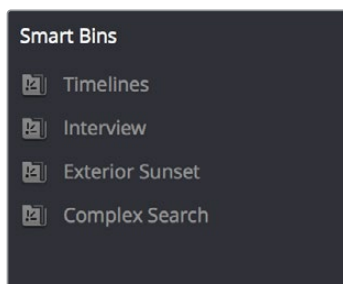 Smart Bins
Timelines
Interview
Exterior Sunset
Complex Search